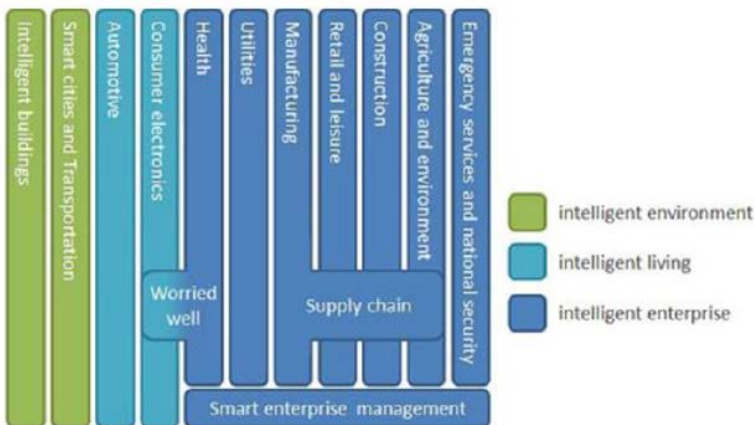 Intelligent buildings
Smart cities and Transportation
Automotive
Consumer electronics
Health
Utilities
Manufacturing
Retail and leisure
Construction
Agriculture and environment
Emergency services and national security
Worried
well
Supply chain
Smart enterprise management
intelligent environment
intelligent living
intelligent enterprise